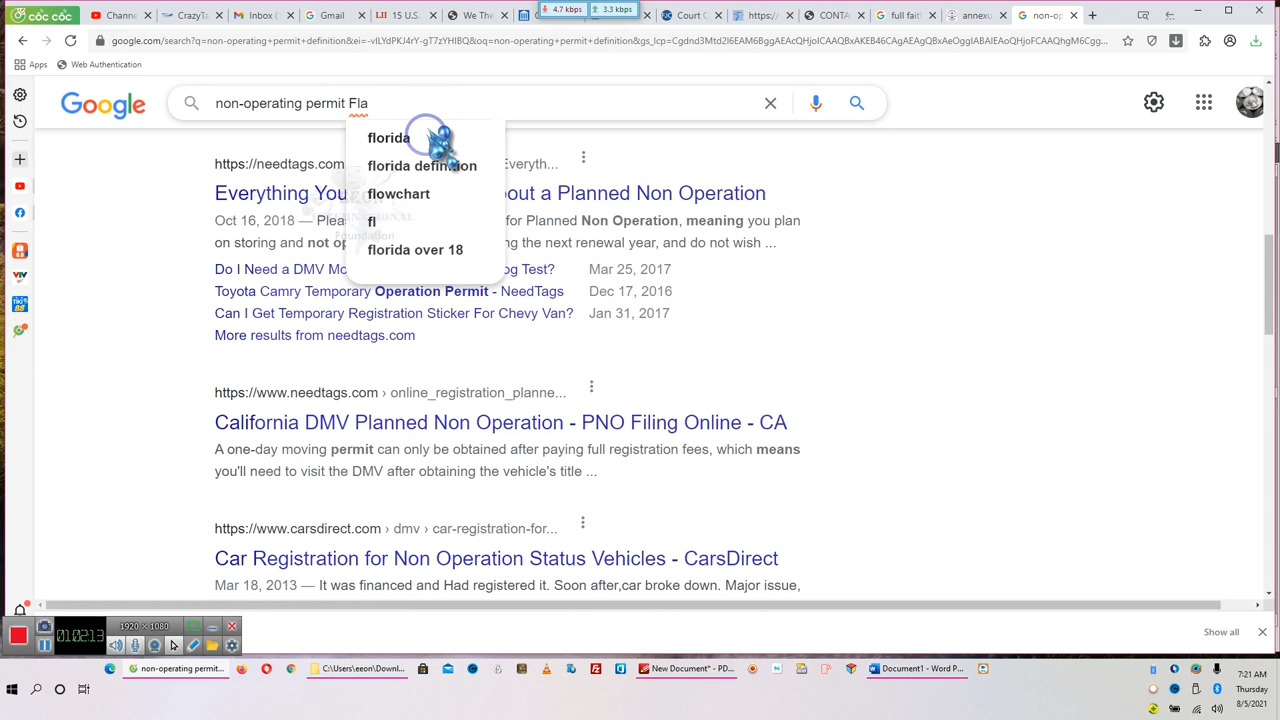 CỐC CỐC
Channe
CrazyTa
Inbox (
Gmail
15 U.S.
We The
4.7 kbps
3.3 kbps
Court
https:/
CONTA
full faith
annexu
non-op
google.com/search?q=non-operating+permit+definition&ei=-vILYdPKJ4rY-gT7zYHIBQ&
Apps
Web Authentication
Google
non-operating permit Fla
florida
florida definition
flowchart
fl
florida over 18
https://needtags.com
Everyth...
Everything You
out a Planned Non Operation
Oct 16, 2018 — Pleas
for Planned Non Operation, meaning you plan
on storing and not op
ng the next renewal year, and do not wish ...
Foundation
Do I Need a DMV Mo
og Test?
Mar 25, 2017
Toyota Camry Temporary Operation Permit - NeedTags
Dec 17, 2016
Can I Get Temporary Registration Sticker For Chevy Van?
Jan 31, 2017
More results from needtags.com
https://www.needtags.com › online_registration_planne...
California DMV Planned Non Operation - PNO Filing Online - CA
A one-day moving permit can only be obtained after paying full registration fees, which means
you'll need to visit the DMV after obtaining the vehicle's title ...
https://www.carsdirect.com › dmv › car-registration-for...
Car Registration for Non Operation Status Vehicles - CarsDirect
Mar 18, 2013 — It was financed and Had registered it. Soon after,car broke down. Major issue,
1920 × 1080
01:02:13
Show all
non-operating permit...
C:\Users\eeon\Downl...
New Document* - PD...
Document1 - Word P...
7:21 AM
Thursday
8/5/2021